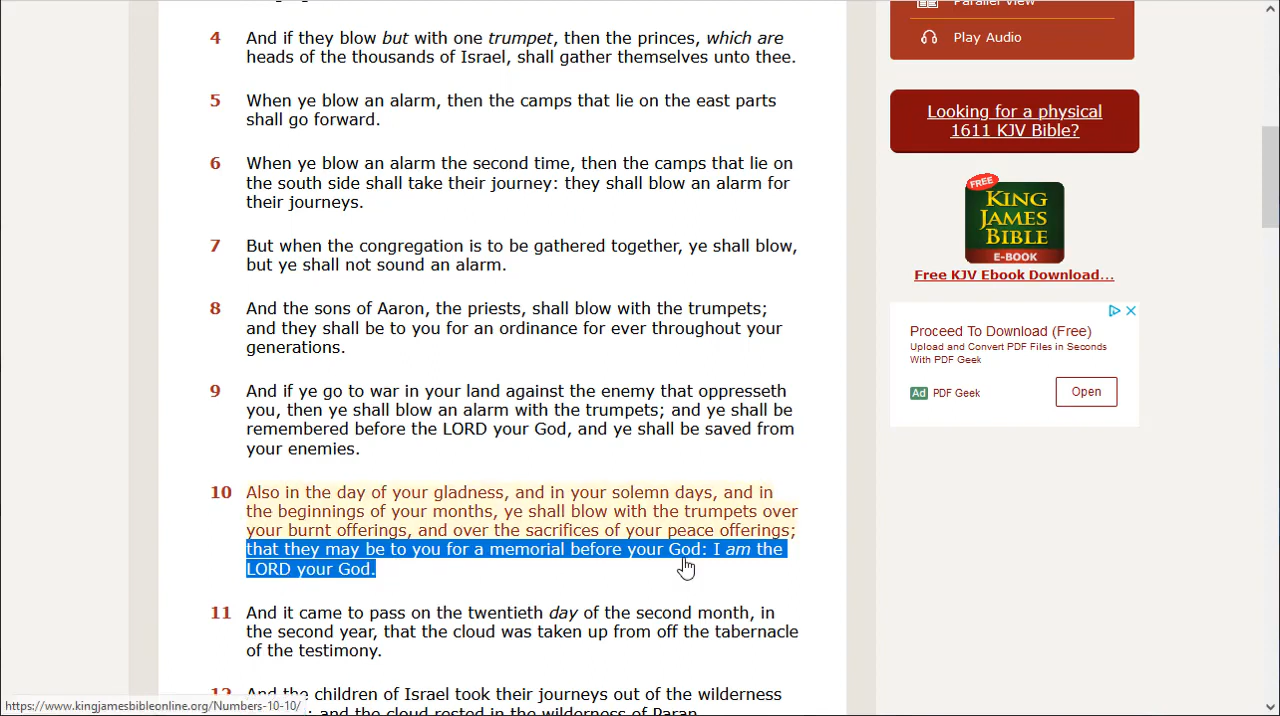 4 And if they blow but with one trumpet, then the princes, which are
heads of the thousands of Israel, shall gather themselves unto thee.
5 When ye blow an alarm, then the camps that lie on the east parts
shall go forward.
6 When ye blow an alarm the second time, then the camps that lie on
the south side shall take their journey: they shall blow an alarm for
their journeys.
7 But when the congregation is to be gathered together, ye shall blow,
but ye shall not sound an alarm.
8 And the sons of Aaron, the priests, shall blow with the trumpets;
and they shall be to you for an ordinance for ever throughout your
generations.
9 And if ye go to war in your land against the enemy that oppresseth
you, then ye shall blow an alarm with the trumpets; and ye shall be
remembered before the LORD your God, and ye shall be saved from
your enemies.
10 Also in the day of your gladness, and in your solemn days, and in
the beginnings of your months, ye shall blow with the trumpets over
your burnt offerings, and over the sacrifices of your peace offerings;
that they may be to you for a memorial before your God: I am the
LORD your God.
11 And it came to pass on the twentieth day of the second month, in
the second year, that the cloud was taken up from off the tabernacle
of the testimony.
12 And the children of Israel took their journeys out of the wilderness
; and the cloud rested in the wilderness of Paran.
https://www.kingjamesbibleonline.org/Numbers-10-10/
Parallel View
Play Audio
Looking for a physical
1611 KJV Bible?
FREE
KING
JAMES
BIBLE
E-BOOK
Free KJV Ebook Download...
Proceed To Download (Free)
Upload and Convert PDF Files in Seconds
With PDF Geek
Ad PDF Geek
Open